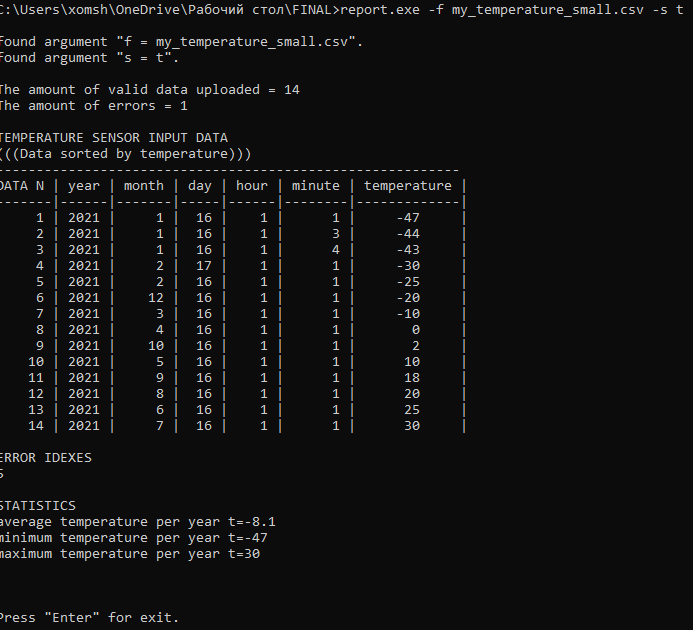 C:\Users\xomsh\OneDrive\Рабочий стол\FINAL>report.exe -f my_temperature_small.csv -s t
found argument "f = my_temperature_small.csv".
found argument "s = t".
The amount of valid data uploaded = 14
The amount of errors = 1
TEMPERATURE SENSOR INPUT DATA
(((Data sorted by temperature)))
----------------------------------------------------------
DATA N | year | month | day | hour | minute | temperature |
-------|------|-------|-----|------|--------|-------------|
1 | 2021 | 1 | 16 | 1 | 1 | -47 |
2 | 2021 | 1 | 16 | 1 | 3 | -44 |
3 | 2021 | 1 | 16 | 1 | 4 | -43 |
4 | 2021 | 2 | 17 | 1 | 1 | -30 |
5 | 2021 | 2 | 16 | 1 | 1 | -25 |
6 | 2021 | 12 | 16 | 1 | 1 | -20 |
7 | 2021 | 3 | 16 | 1 | 1 | -10 |
8 | 2021 | 4 | 16 | 1 | 1 | 0 |
9 | 2021 | 10 | 16 | 1 | 1 | 2 |
10 | 2021 | 5 | 16 | 1 | 1 | 10 |
11 | 2021 | 9 | 16 | 1 | 1 | 18 |
12 | 2021 | 8 | 16 | 1 | 1 | 20 |
13 | 2021 | 6 | 16 | 1 | 1 | 25 |
14 | 2021 | 7 | 16 | 1 | 1 | 30 |
ERROR IDEXES
5
STATISTICS
average temperature per year t=-8.1
minimum temperature per year t=-47
maximum temperature per year t=30
Press "Enter" for exit.